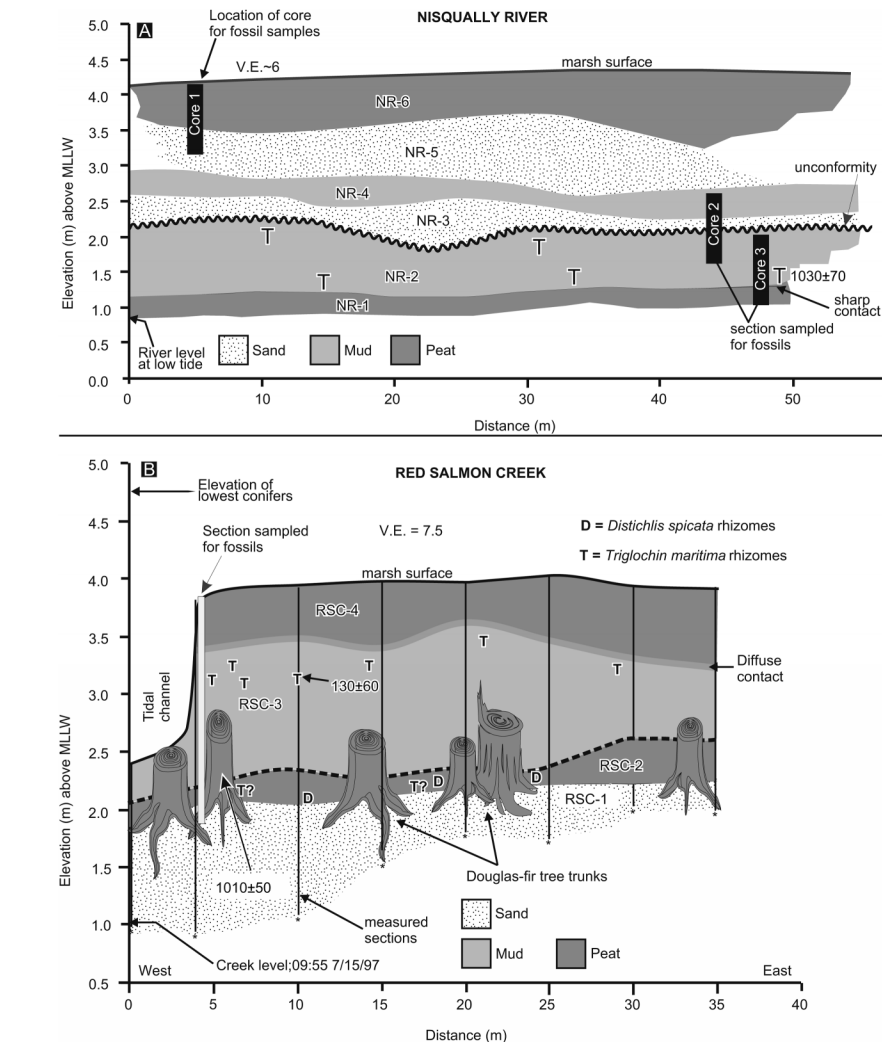 NISQUALLY RIVER
A
Location of core
for fossil samples
V.E.~6
marsh surface
5.0
4.5
4.0
3.5
3.0
2.5
2.0
1.5
1.0
0.5
0.0
Elevation (m) above MLLW
Core 1
NR-6
NR-5
NR-4
NR-3
NR-2
NR-1
unconformity
Core 2
Core 3
T
T
T
T
T 1030±70
sharp
contact
section sampled
for fossils
River level
at low tide
Sand
Mud
Peat
0
10
20
30
40
50
Distance (m)
RED SALMON CREEK
B
Elevation of
lowest conifers
Section sampled
for fossils
V.E. = 7.5
D = Distichlis spicata rhizomes
T = Triglochin maritima rhizomes
marsh surface
5.0
4.5
4.0
3.5
3.0
2.5
2.0
1.5
1.0
0.5
Elevation (m) above MLLW
Tidal
channel
RSC-4
T
T
T
T
T
T
T
130±60
RSC-3
Diffuse
contact
RSC-2
T?
D
T?
D
D
RSC-1
1010±50
Douglas-fir tree trunks
measured
sections
Sand
Mud
Peat
Creek level;09:55 7/15/97
West
East
0
5
10
15
20
25
30
35
40
Distance (m)